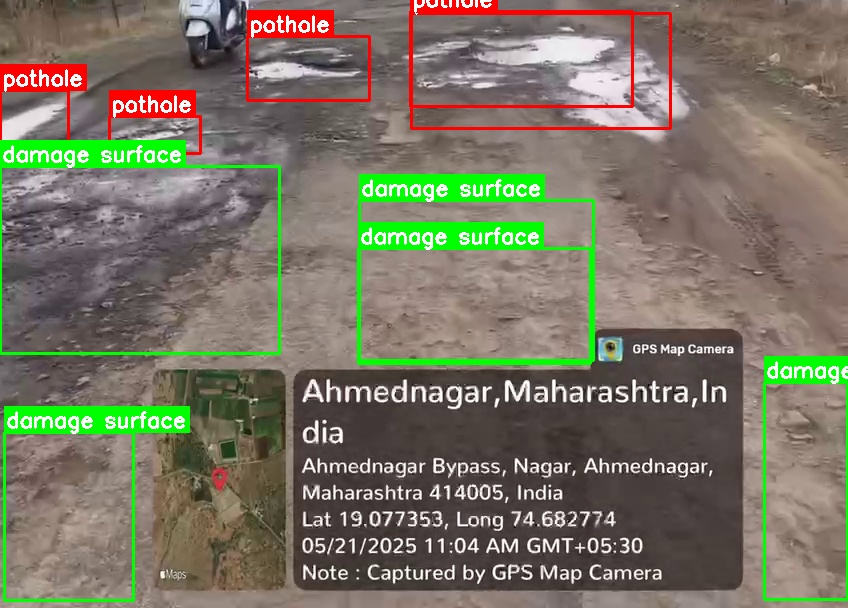 pothole
pothole
pothole
pothole
damage surface
damage surface
damage surface
damage
damage surface
GPS Map Camera
Ahmednagar,Maharashtra,In
dia
Ahmednagar Bypass, Nagar, Ahmednagar,
Maharashtra 414005, India
Lat 19.077353, Long 74.682774
05/21/2025 11:04 AM GMT+05:30
Note : Captured by GPS Map Camera
Maps